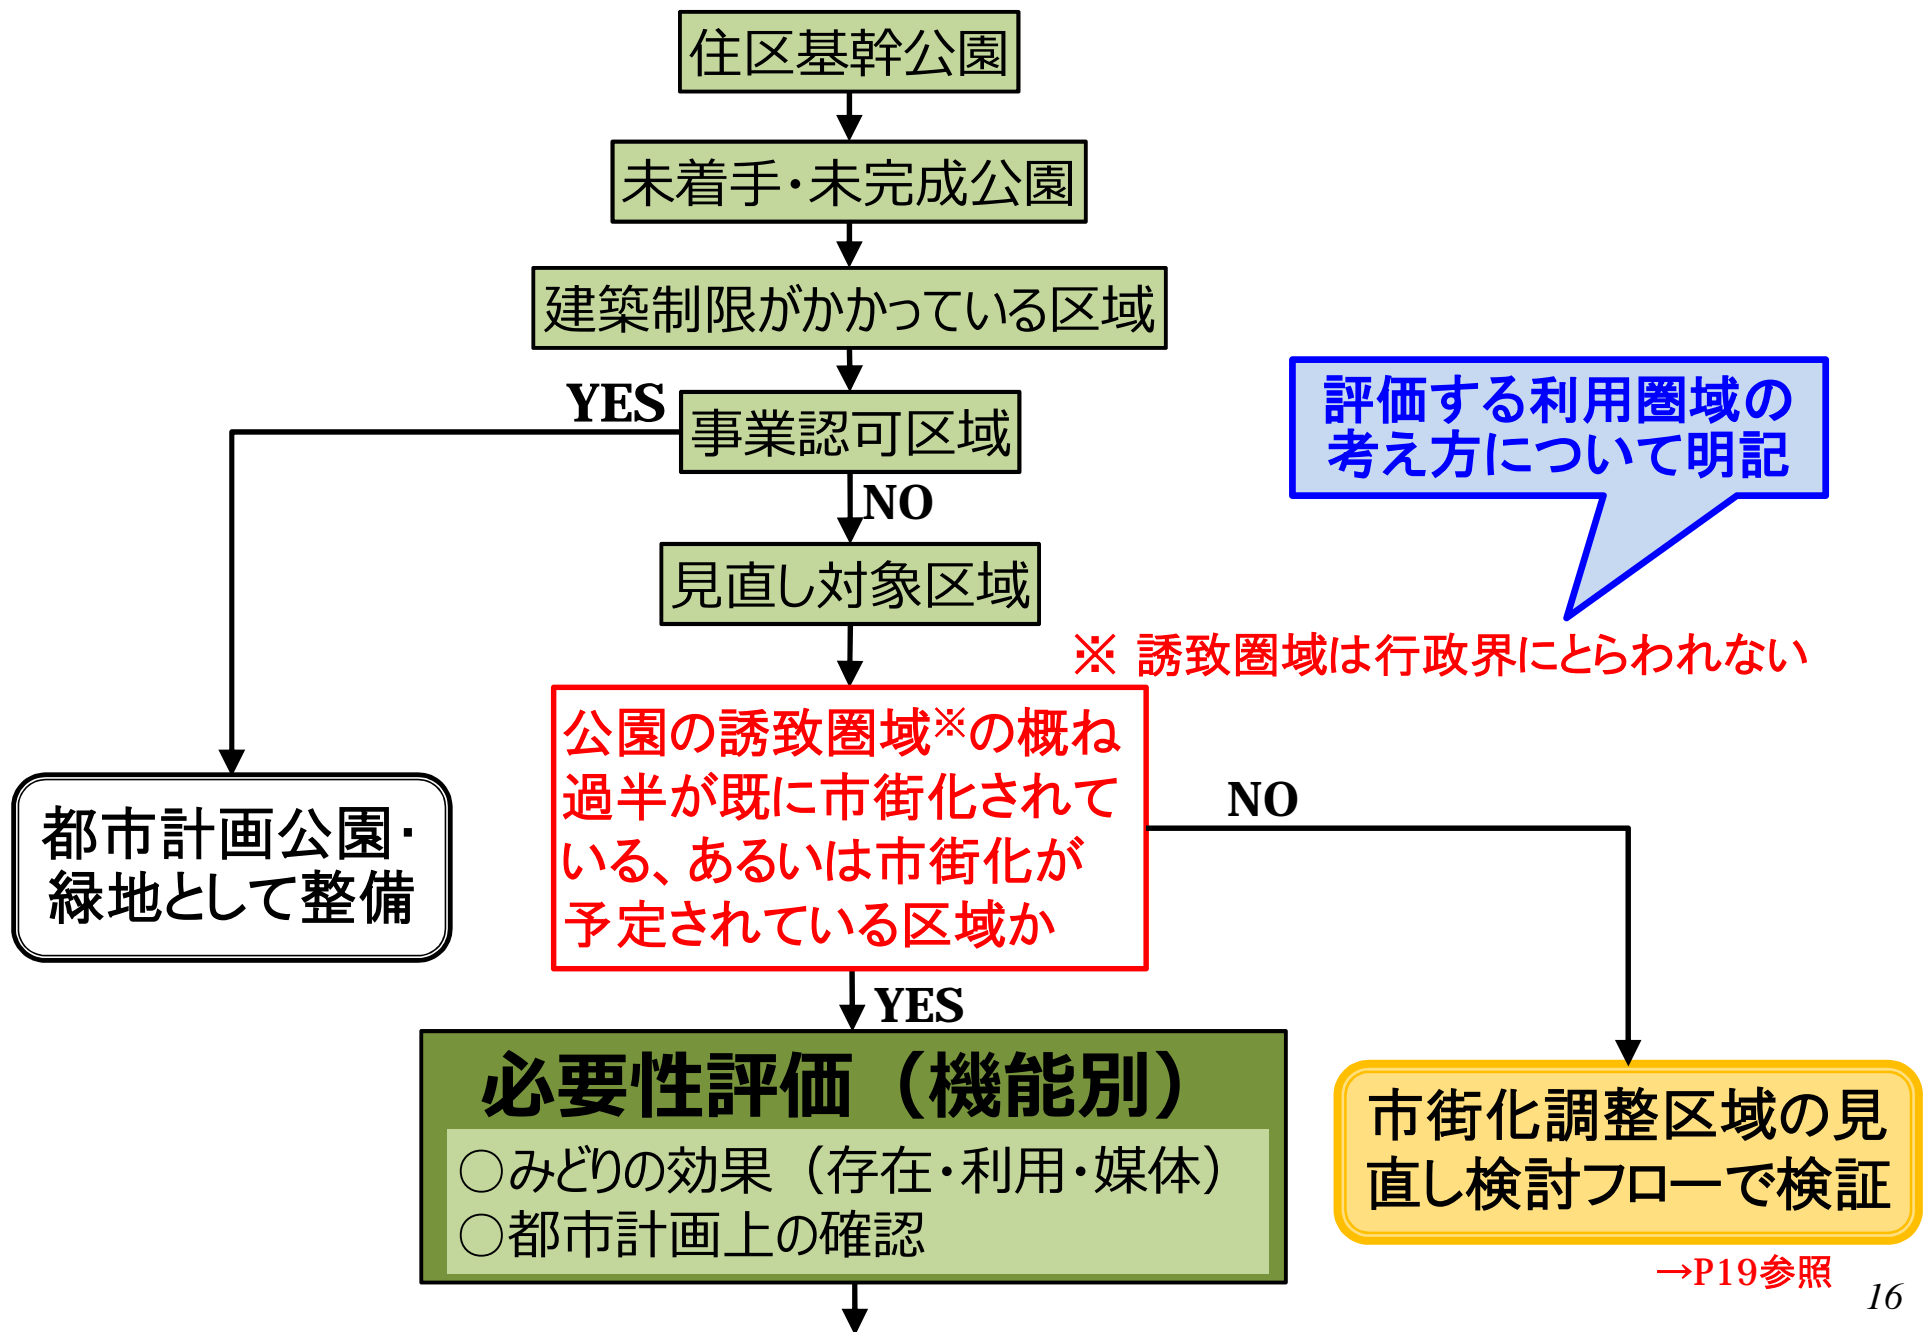 住区基幹公園
未着手・未完成公園
建築制限がかかっている区域
YES
事業認可区域
NO
評価する利用圏域の
考え方について明記
見直し対象区域
※ 誘致圏域は行政界にとらわれない
公園の誘致圏域※の概ね
過半が既に市街化されて
いる、あるいは市街化が
予定されている区域か
NO
都市計画公園・
緑地として整備
YES
必要性評価（機能別）
○みどりの効果（存在・利用・媒体）
○都市計画上の確認
市街化調整区域の見
直し検討フローで検証
→P19参照
16